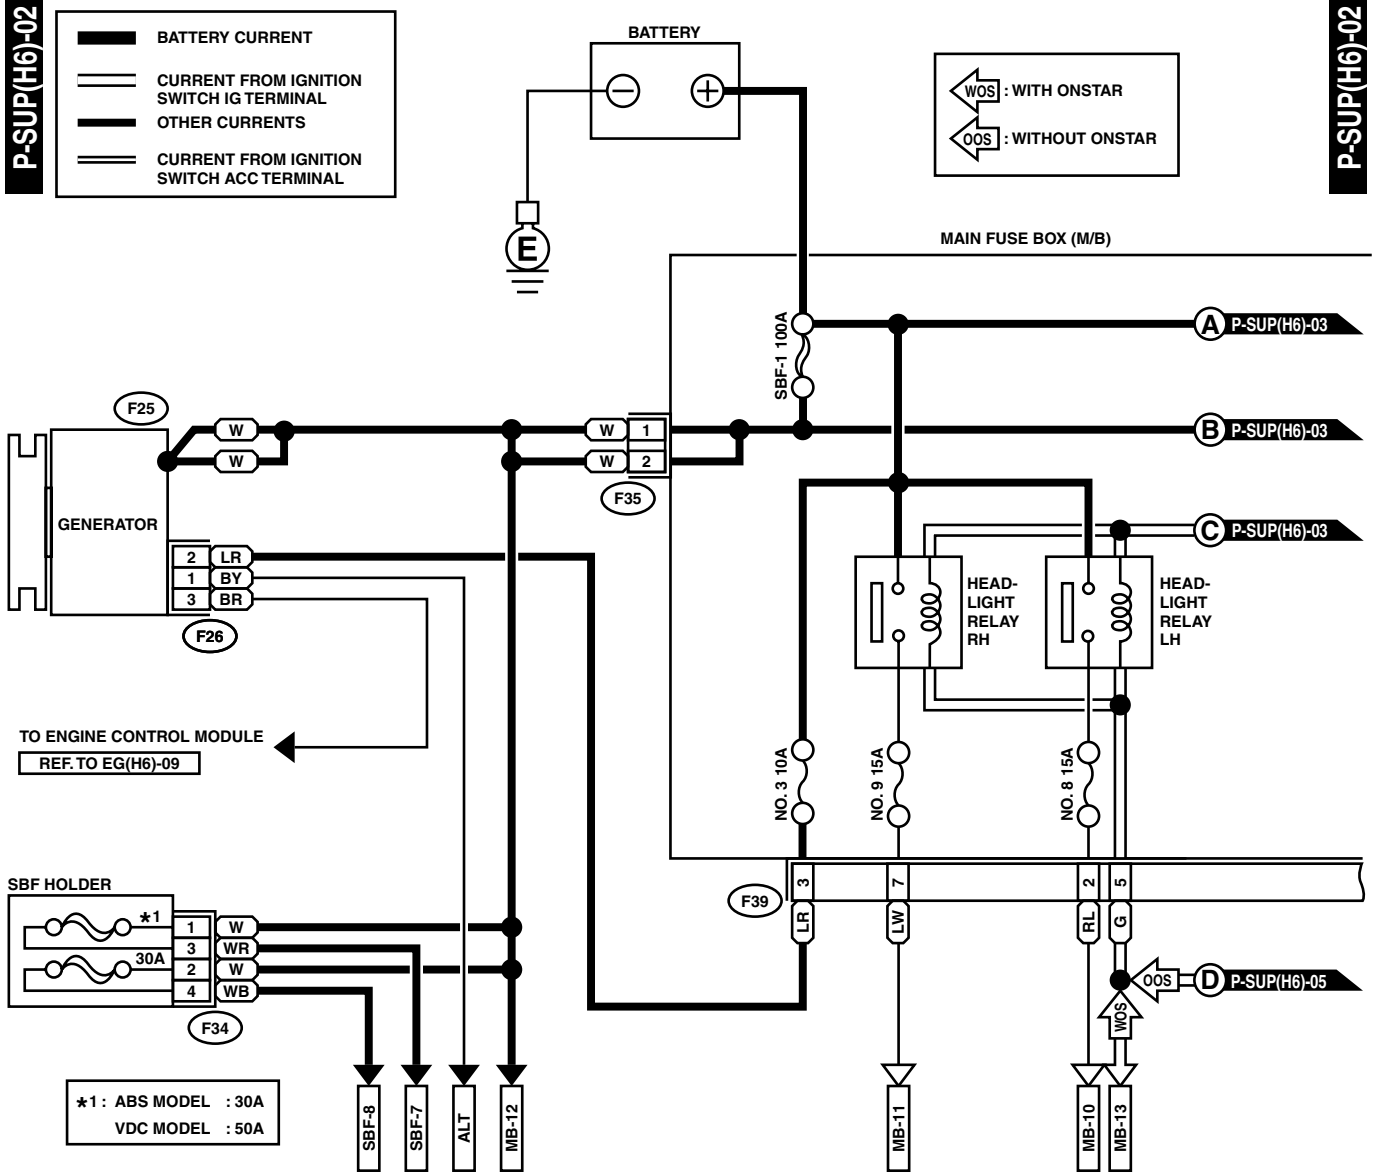 P-SUP(H6)-02
P-SUP(H6)-02
BATTERY CURRENT
CURRENT FROM IGNITION
SWITCH IG TERMINAL
OTHER CURRENTS
CURRENT FROM IGNITION
SWITCH ACC TERMINAL
BATTERY
−
+
E
WOS : WITH ONSTAR
OOS : WITHOUT ONSTAR
MAIN FUSE BOX (M/B)
SBF-1 100A
A P-SUP(H6)-03
F25
W
W
W 1
W 2
F35
B P-SUP(H6)-03
C P-SUP(H6)-03
GENERATOR
2 LR
1 BY
3 BR
F26
HEAD-
LIGHT
RELAY
RH
HEAD-
LIGHT
RELAY
LH
TO ENGINE CONTROL MODULE
REF. TO EG(H6)-09
NO. 3 10A
NO. 9 15A
NO. 8 15A
SBF HOLDER
*1
30A
1 W
3 WR
2 W
4 WB
F34
F39
3
7
2
5
LR
LW
RL
G
OOS
D P-SUP(H6)-05
WOS
*1 : ABS MODEL : 30A
VDC MODEL : 50A
SBF-8
SBF-7
ALT
MB-12
MB-11
MB-10
MB-13